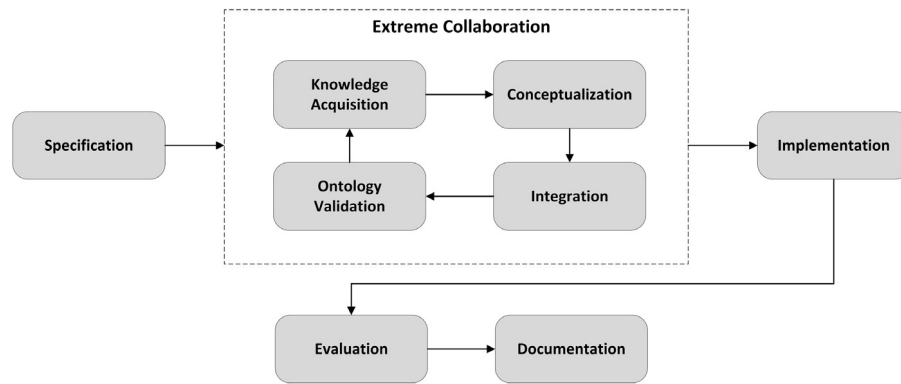 Extreme Collaboration
Knowledge
Acquisition
Conceptualization
Specification
Implementation
Ontology
Validation
Integration
Evaluation
Documentation